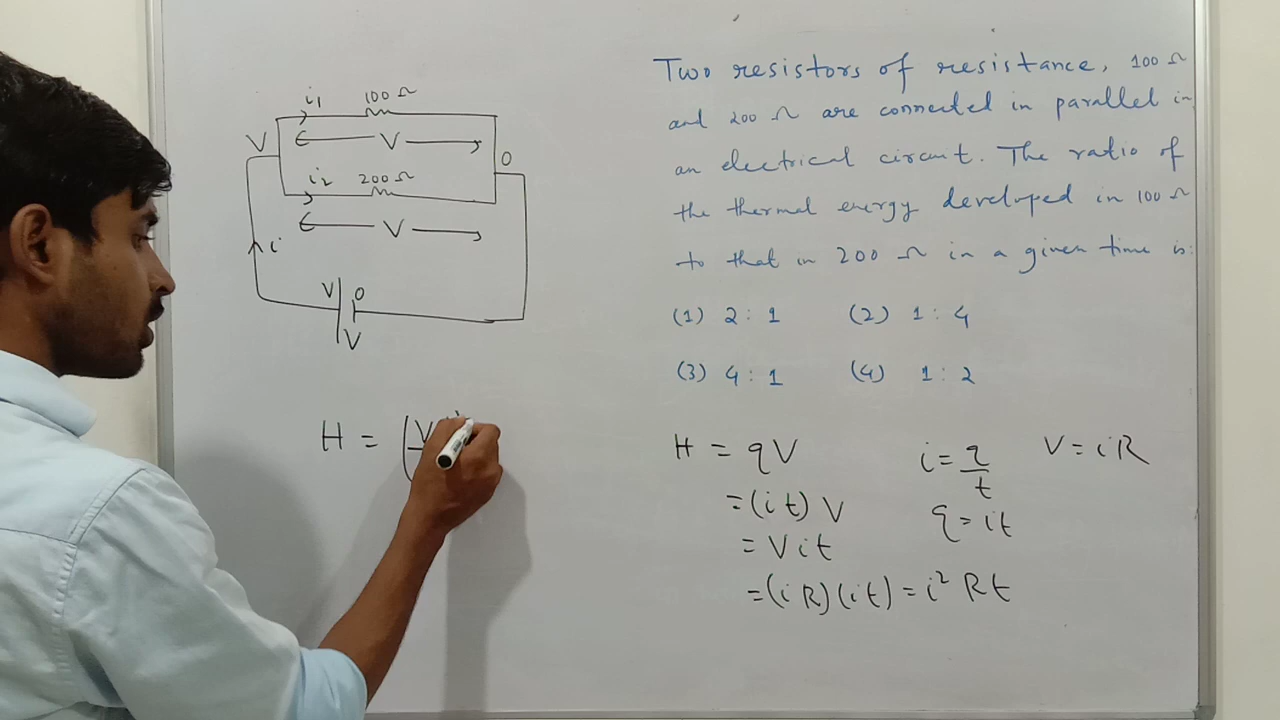 i1 100 Ω
V V 0
i2 200 Ω
V
i
V 0
V
H = (V
Two resistors of resistance, 100 Ω
and 200 Ω are connected in parallel in
an electrical circuit. The ratio of
the thermal energy developed in 100 Ω
to that in 200 Ω in a given time is:
(1) 2 : 1 (2) 1 : 4
(3) 4 : 1 (4) 1 : 2
H = qV i = q/t V = iR
= (it) V q = it
= Vit
= (iR)(it) = i² Rt